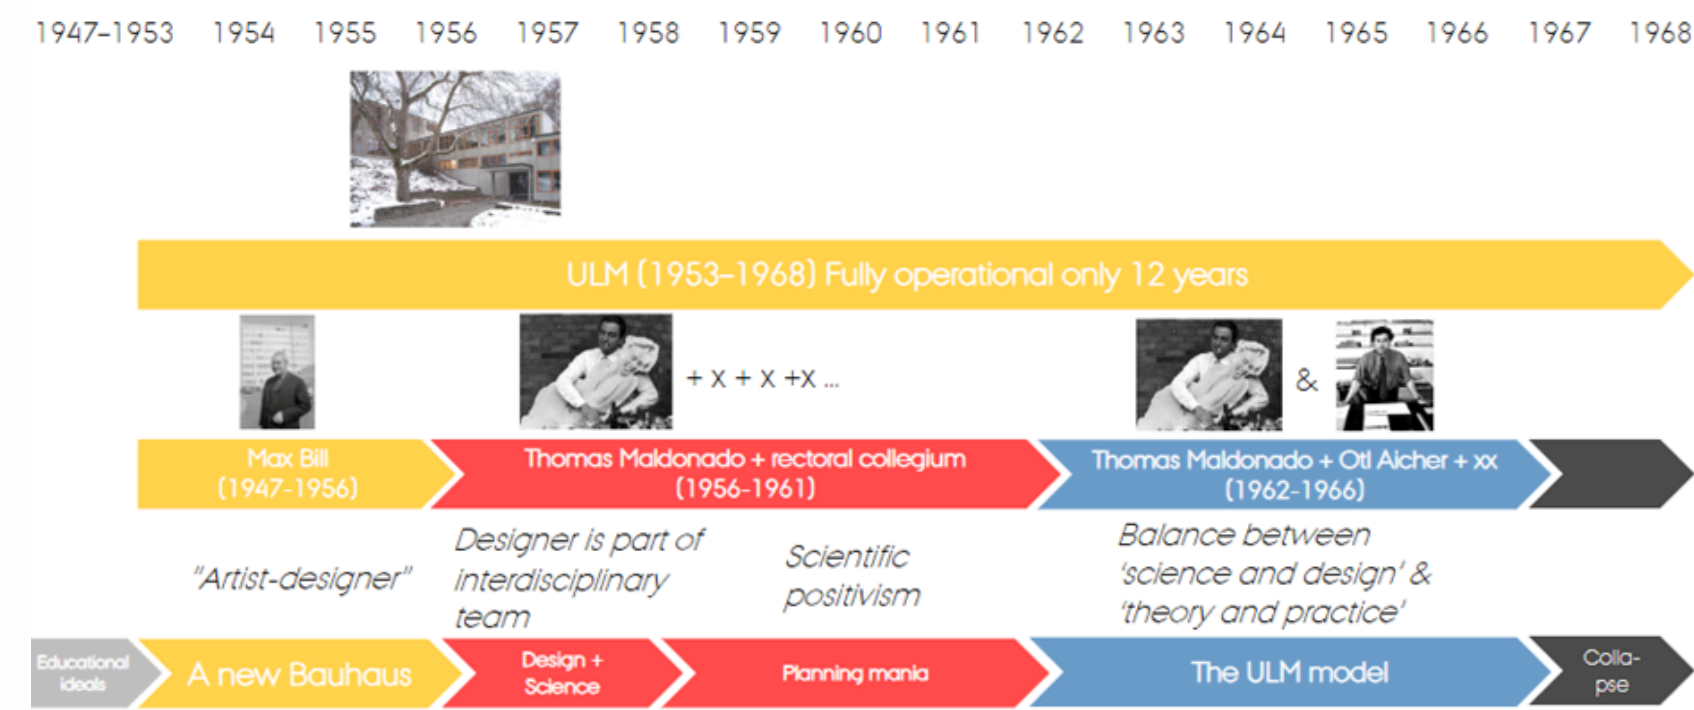 1947–1953 1954 1955 1956 1957 1958 1959 1960 1961 1962 1963 1964 1965 1966 1967 1968
ULM (1953–1968) Fully operational only 12 years
+ x + x +x ...
&
Max Bill
(1947-1956)
Thomas Maldonado + rectoral collegium
(1956-1961)
Thomas Maldonado + Otl Aicher + xx
(1962-1966)
"Artist-designer"
Designer is part of
interdisciplinary
team
Scientific
positivism
Balance between
'science and design' &
'theory and practice'
Educational
ideals
A new Bauhaus
Design +
Science
Planning mania
The ULM model
Colla-
pse